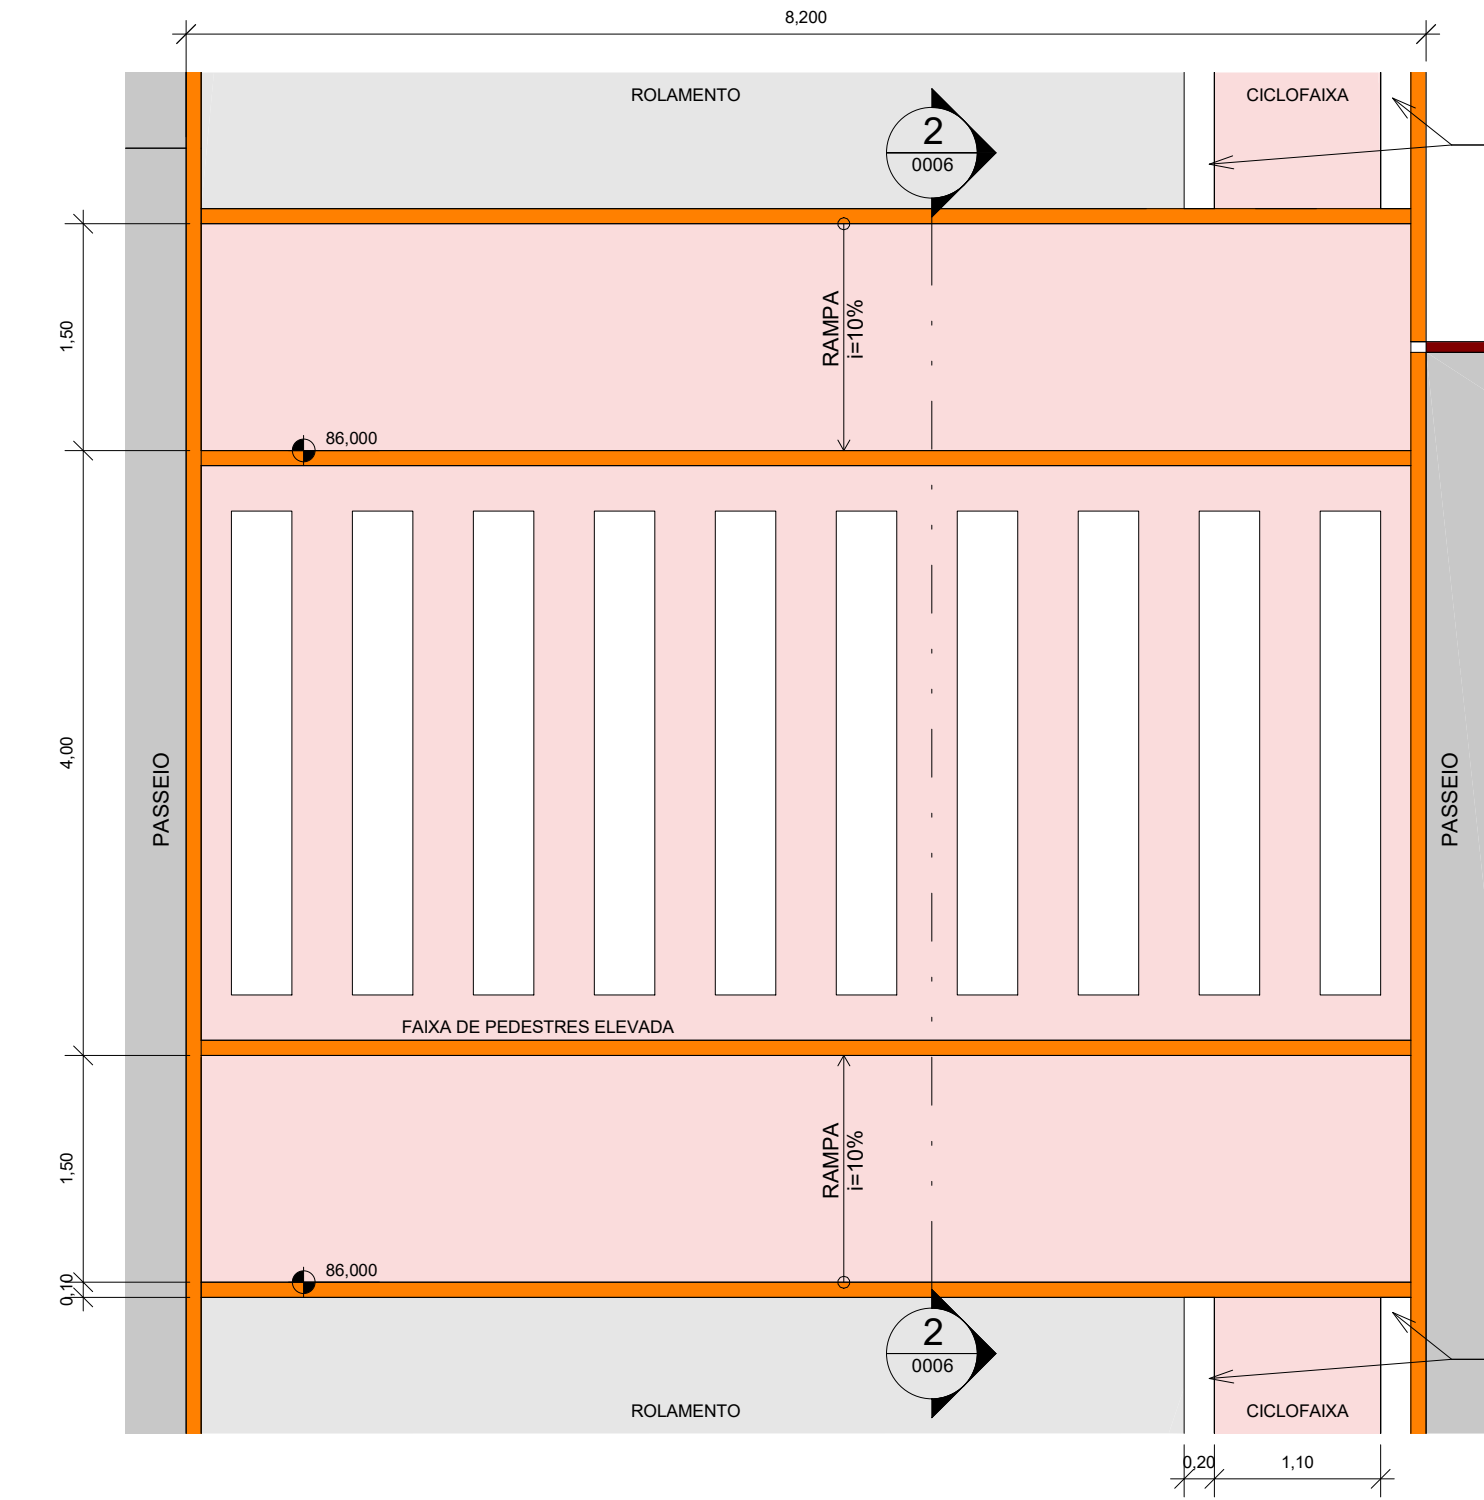 8,200
ROLAMENTO
CICLOFAIXA
2
0006
1,50
RAMPA
i=10%
86,000
4,00
PASSEIO
PASSEIO
FAIXA DE PEDESTRES ELEVADA
1,50
RAMPA
i=10%
0,10
86,000
2
0006
ROLAMENTO
CICLOFAIXA
0,20
1,10